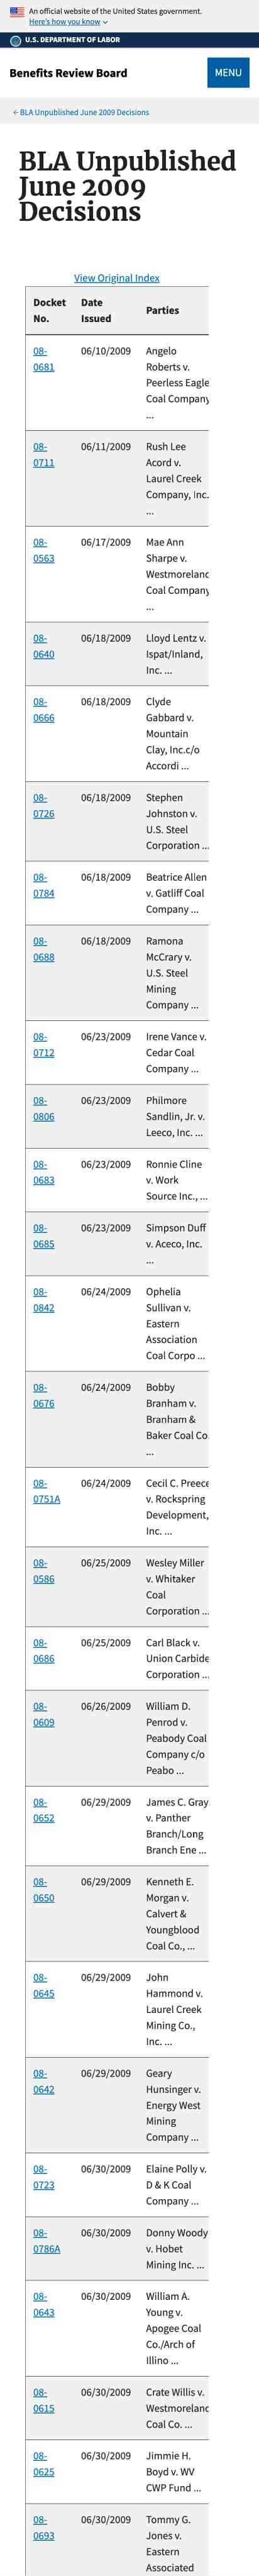 An official website of the United States government.
Here's how you know
U.S. DEPARTMENT OF LABOR
Benefits Review Board
MENU
BLA Unpublished June 2009 Decisions
BLA Unpublished
June 2009
Decisions
View Original Index
Docket No. Date Issued Parties
08-0681 06/10/2009 Angelo Roberts v. Peerless Eagle Coal Company ...
08-0711 06/11/2009 Rush Lee Acord v. Laurel Creek Company, Inc. ...
08-0563 06/17/2009 Mae Ann Sharpe v. Westmoreland Coal Company ...
08-0640 06/18/2009 Lloyd Lentz v. Ispat/Inland, Inc. ...
08-0666 06/18/2009 Clyde Gabbard v. Mountain Clay, Inc.c/o Accordi ...
08-0726 06/18/2009 Stephen Johnston v. U.S. Steel Corporation ...
08-0784 06/18/2009 Beatrice Allen v. Gatliff Coal Company ...
08-0688 06/18/2009 Ramona McCrary v. U.S. Steel Mining Company ...
08-0712 06/23/2009 Irene Vance v. Cedar Coal Company ...
08-0806 06/23/2009 Philmore Sandlin, Jr. v. Leeco, Inc. ...
08-0683 06/23/2009 Ronnie Cline v. Work Source Inc., ...
08-0685 06/23/2009 Simpson Duff v. Aceco, Inc. ...
08-0842 06/24/2009 Ophelia Sullivan v. Eastern Association Coal Corpo ...
08-0676 06/24/2009 Bobby Branham v. Branham & Baker Coal Co. ...
08-0751A 06/24/2009 Cecil C. Preece v. Rockspring Development, Inc. ...
08-0586 06/25/2009 Wesley Miller v. Whitaker Coal Corporation ...
08-0686 06/25/2009 Carl Black v. Union Carbide Corporation ...
08-0609 06/26/2009 William D. Penrod v. Peabody Coal Company c/o Peabo ...
08-0652 06/29/2009 James C. Gray v. Panther Branch/Long Branch Ene ...
08-0650 06/29/2009 Kenneth E. Morgan v. Calvert & Youngblood Coal Co., ...
08-0645 06/29/2009 John Hammond v. Laurel Creek Mining Co., Inc. ...
08-0642 06/29/2009 Geary Hunsinger v. Energy West Mining Company ...
08-0723 06/30/2009 Elaine Polly v. D & K Coal Company ...
08-0786A 06/30/2009 Donny Woody v. Hobet Mining Inc. ...
08-0643 06/30/2009 William A. Young v. Apogee Coal Co./Arch of Illino ...
08-0615 06/30/2009 Crate Willis v. Westmoreland Coal Co. ...
08-0625 06/30/2009 Jimmie H. Boyd v. WV CWP Fund ...
08-0693 06/30/2009 Tommy G. Jones v. Eastern Associated